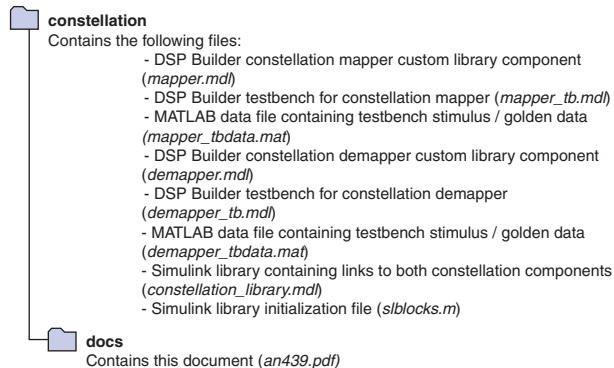 constellation
Contains the following files:
- DSP Builder constellation mapper custom library component
(mapper.mdl)
- DSP Builder testbench for constellation mapper (mapper_tb.mdl)
- MATLAB data file containing testbench stimulus / golden data
(mapper_tbdata.mat)
- DSP Builder constellation demapper custom library component
(demapper.mdl)
- DSP Builder testbench for constellation demapper
(demapper_tb.mdl)
- MATLAB data file containing testbench stimulus / golden data
(demapper_tbdata.mat)
- Simulink library containing links to both constellation components
(constellation_library.mdl)
- Simulink library initialization file (slblocks.m)
docs
Contains this document (an439.pdf)